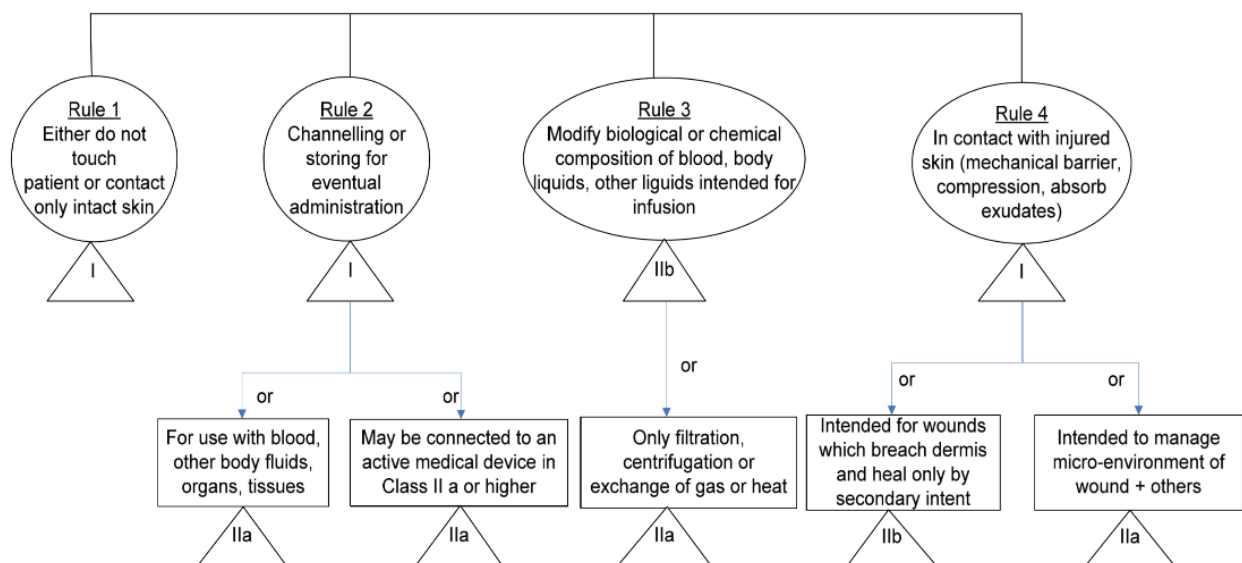 Rule 1
Either do not
touch
patient or contact
only intact skin
I
Rule 2
Channelling or
storing for
eventual
administration
I
Rule 3
Modify biological or chemical
composition of blood, body
liquids, other liguids intended for
infusion
IIb
Rule 4
In contact with injured
skin (mechanical barrier,
compression, absorb
exudates)
I
or
For use with blood,
other body fluids,
organs, tissues
IIa
or
May be connected to an
active medical device in
Class II a or higher
IIa
or
Only filtration,
centrifugation or
exchange of gas or heat
IIa
or
Intended for wounds
which breach dermis
and heal only by
secondary intent
IIb
or
Intended to manage
micro-environment of
wound + others
IIa